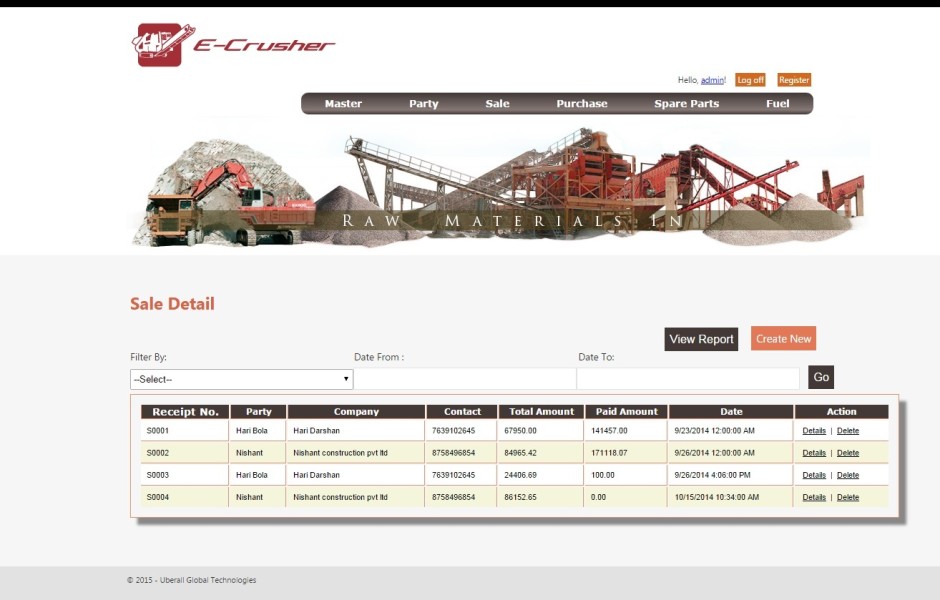 E-Crusher
Hello, admin! Log off Register
Master Party Sale Purchase Spare Parts Fuel
RAW MATERIALS IN
Sale Detail
View Report Create New
Filter By: Date From : Date To:
--Select-- Go
Receipt No. Party Company Contact Total Amount Paid Amount Date Action
S0001 Hari Bola Hari Darshan 7639102645 67950.00 141457.00 9/23/2014 12:00:00 AM Details | Delete
S0002 Nishant Nishant construction pvt ltd 8758496854 84965.42 171118.07 9/26/2014 12:00:00 AM Details | Delete
S0003 Hari Bola Hari Darshan 7639102645 24406.69 100.00 9/26/2014 4:06:00 PM Details | Delete
S0004 Nishant Nishant construction pvt ltd 8758496854 86152.65 0.00 10/15/2014 10:34:00 AM Details | Delete
© 2015 - Uberall Global Technologies